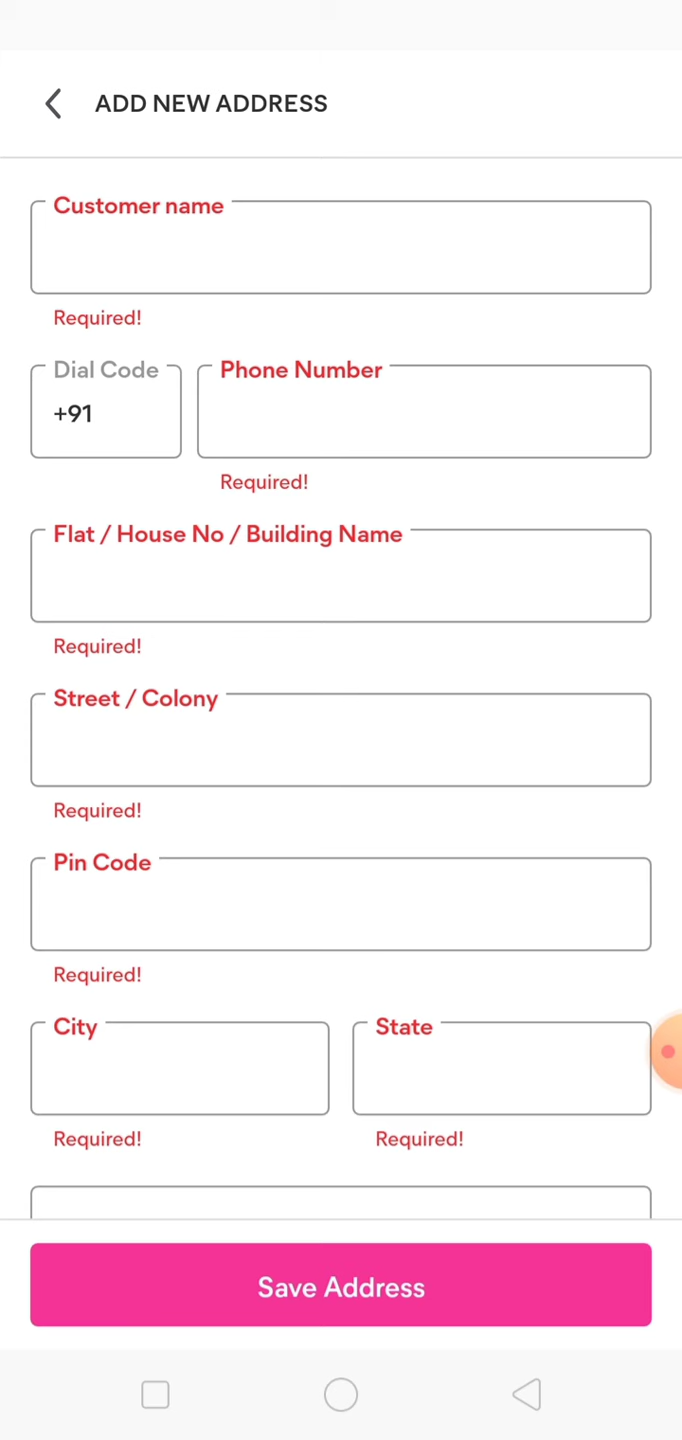 ADD NEW ADDRESS
Customer name
Required!
Dial Code Phone Number
+91
Required!
Flat / House No / Building Name
Required!
Street / Colony
Required!
Pin Code
Required!
City State
Required! Required!
Save Address